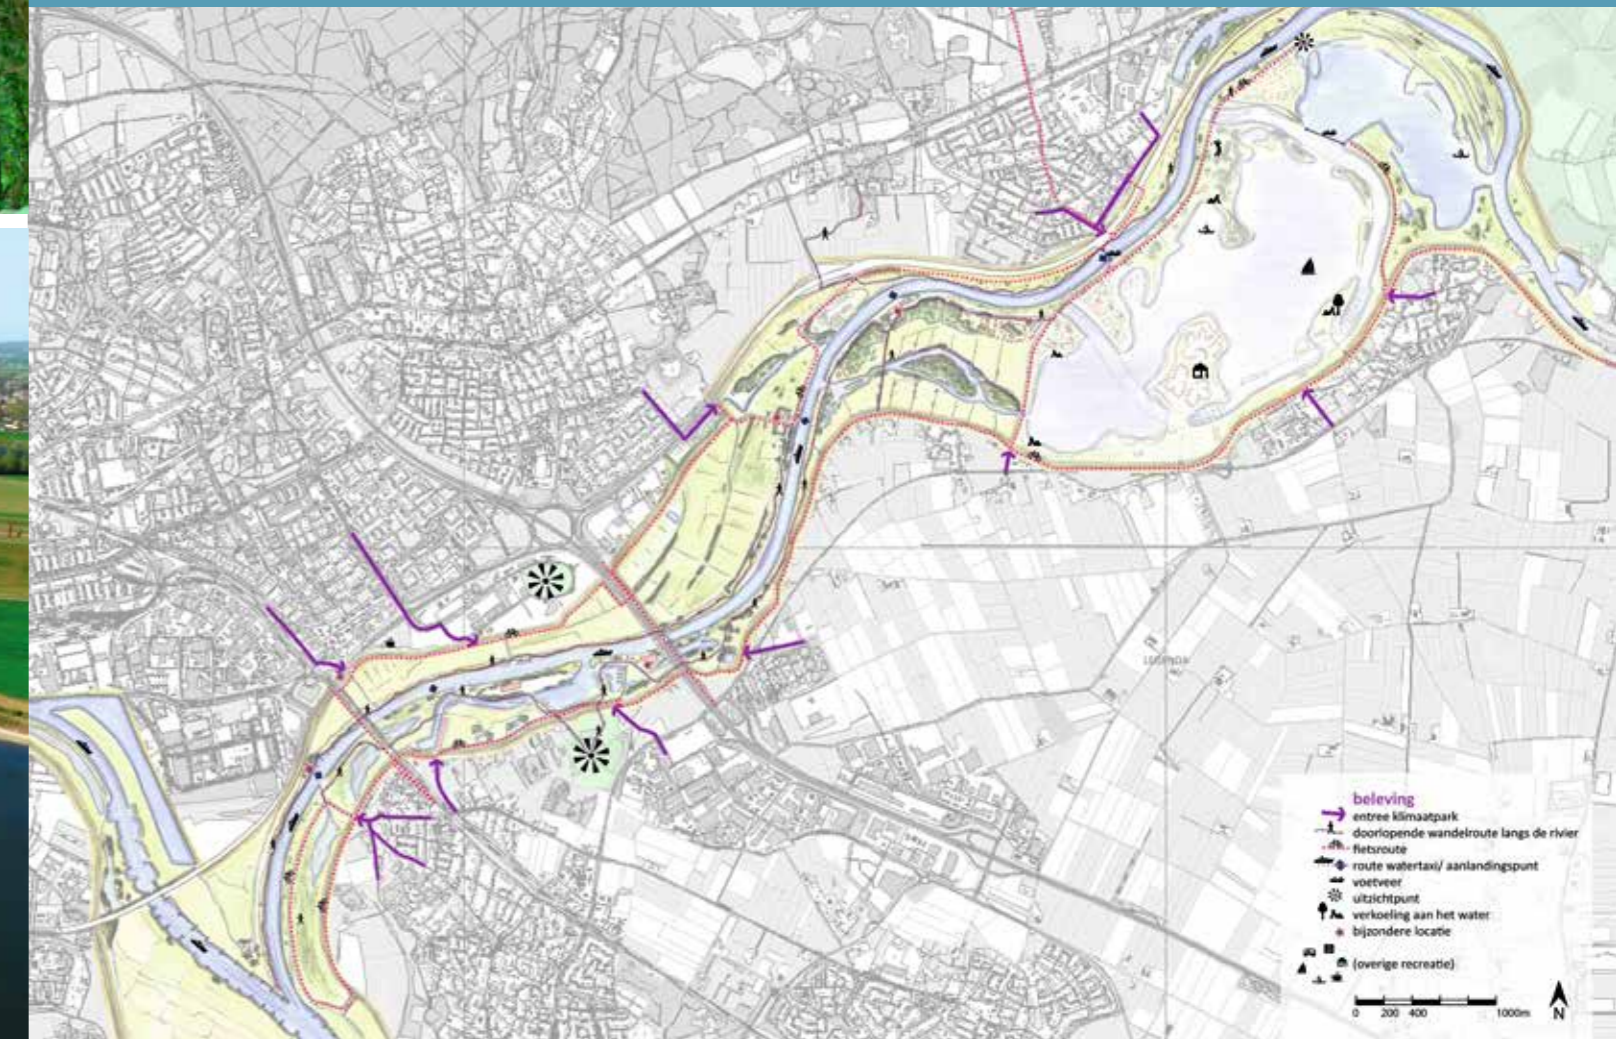 beleving
entree klimaatpark
doorlopende wandelroute langs de rivier
fietsroute
route watertaxi/ aanlandingspunt
voetveer
uitzichtpunt
verkoeling aan het water
bijzondere locatie
(overige recreatie)
0 200 400 1000m
N